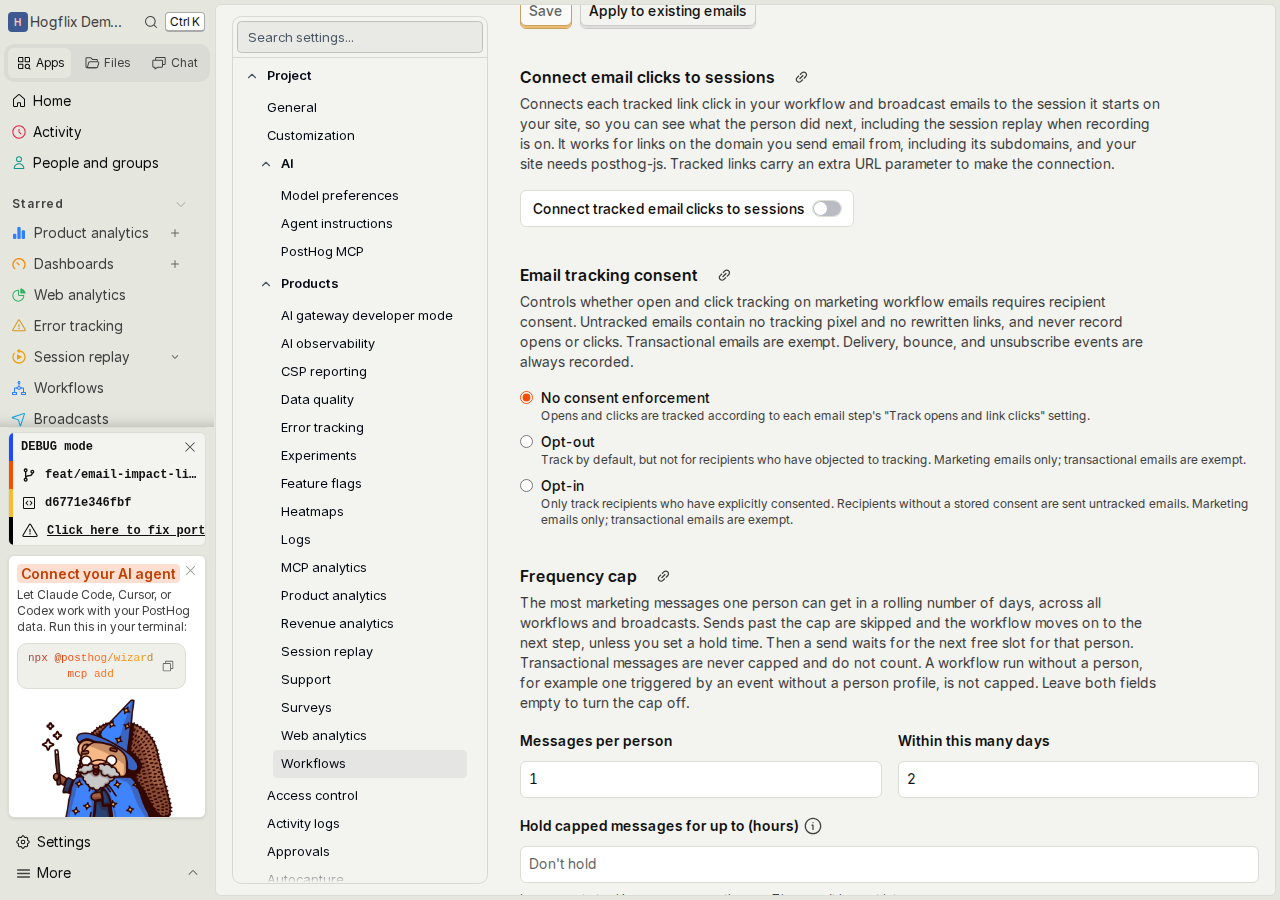 H Hogflix Dem... Ctrl K
Apps Files Chat
Home
Activity
People and groups
Starred
Product analytics
Dashboards
Web analytics
Error tracking
Session replay
Workflows
Broadcasts
DEBUG mode
feat/email-impact-li...
d6771e346fbf
Click here to fix port
Connect your AI agent
Let Claude Code, Cursor, or
Codex work with your PostHog
data. Run this in your terminal:
npx @posthog/wizard
mcp add
Settings
More
Search settings...
Project
General
Customization
AI
Model preferences
Agent instructions
PostHog MCP
Products
AI gateway developer mode
AI observability
CSP reporting
Data quality
Error tracking
Experiments
Feature flags
Heatmaps
Logs
MCP analytics
Product analytics
Revenue analytics
Session replay
Support
Surveys
Web analytics
Workflows
Access control
Activity logs
Approvals
Autocapture
Save Apply to existing emails
Connect email clicks to sessions
Connects each tracked link click in your workflow and broadcast emails to the session it starts on
your site, so you can see what the person did next, including the session replay when recording
is on. It works for links on the domain you send email from, including its subdomains, and your
site needs posthog-js. Tracked links carry an extra URL parameter to make the connection.
Connect tracked email clicks to sessions
Email tracking consent
Controls whether open and click tracking on marketing workflow emails requires recipient
consent. Untracked emails contain no tracking pixel and no rewritten links, and never record
opens or clicks. Transactional emails are exempt. Delivery, bounce, and unsubscribe events are
always recorded.
No consent enforcement
Opens and clicks are tracked according to each email step's "Track opens and link clicks" setting.
Opt-out
Track by default, but not for recipients who have objected to tracking. Marketing emails only; transactional emails are exempt.
Opt-in
Only track recipients who have explicitly consented. Recipients without a stored consent are sent untracked emails. Marketing
emails only; transactional emails are exempt.
Frequency cap
The most marketing messages one person can get in a rolling number of days, across all
workflows and broadcasts. Sends past the cap are skipped and the workflow moves on to the
next step, unless you set a hold time. Then a send waits for the next free slot for that person.
Transactional messages are never capped and do not count. A workflow run without a person,
for example one triggered by an event without a person profile, is not capped. Leave both fields
empty to turn the cap off.
Messages per person Within this many days
1 2
Hold capped messages for up to (hours)
Don't hold